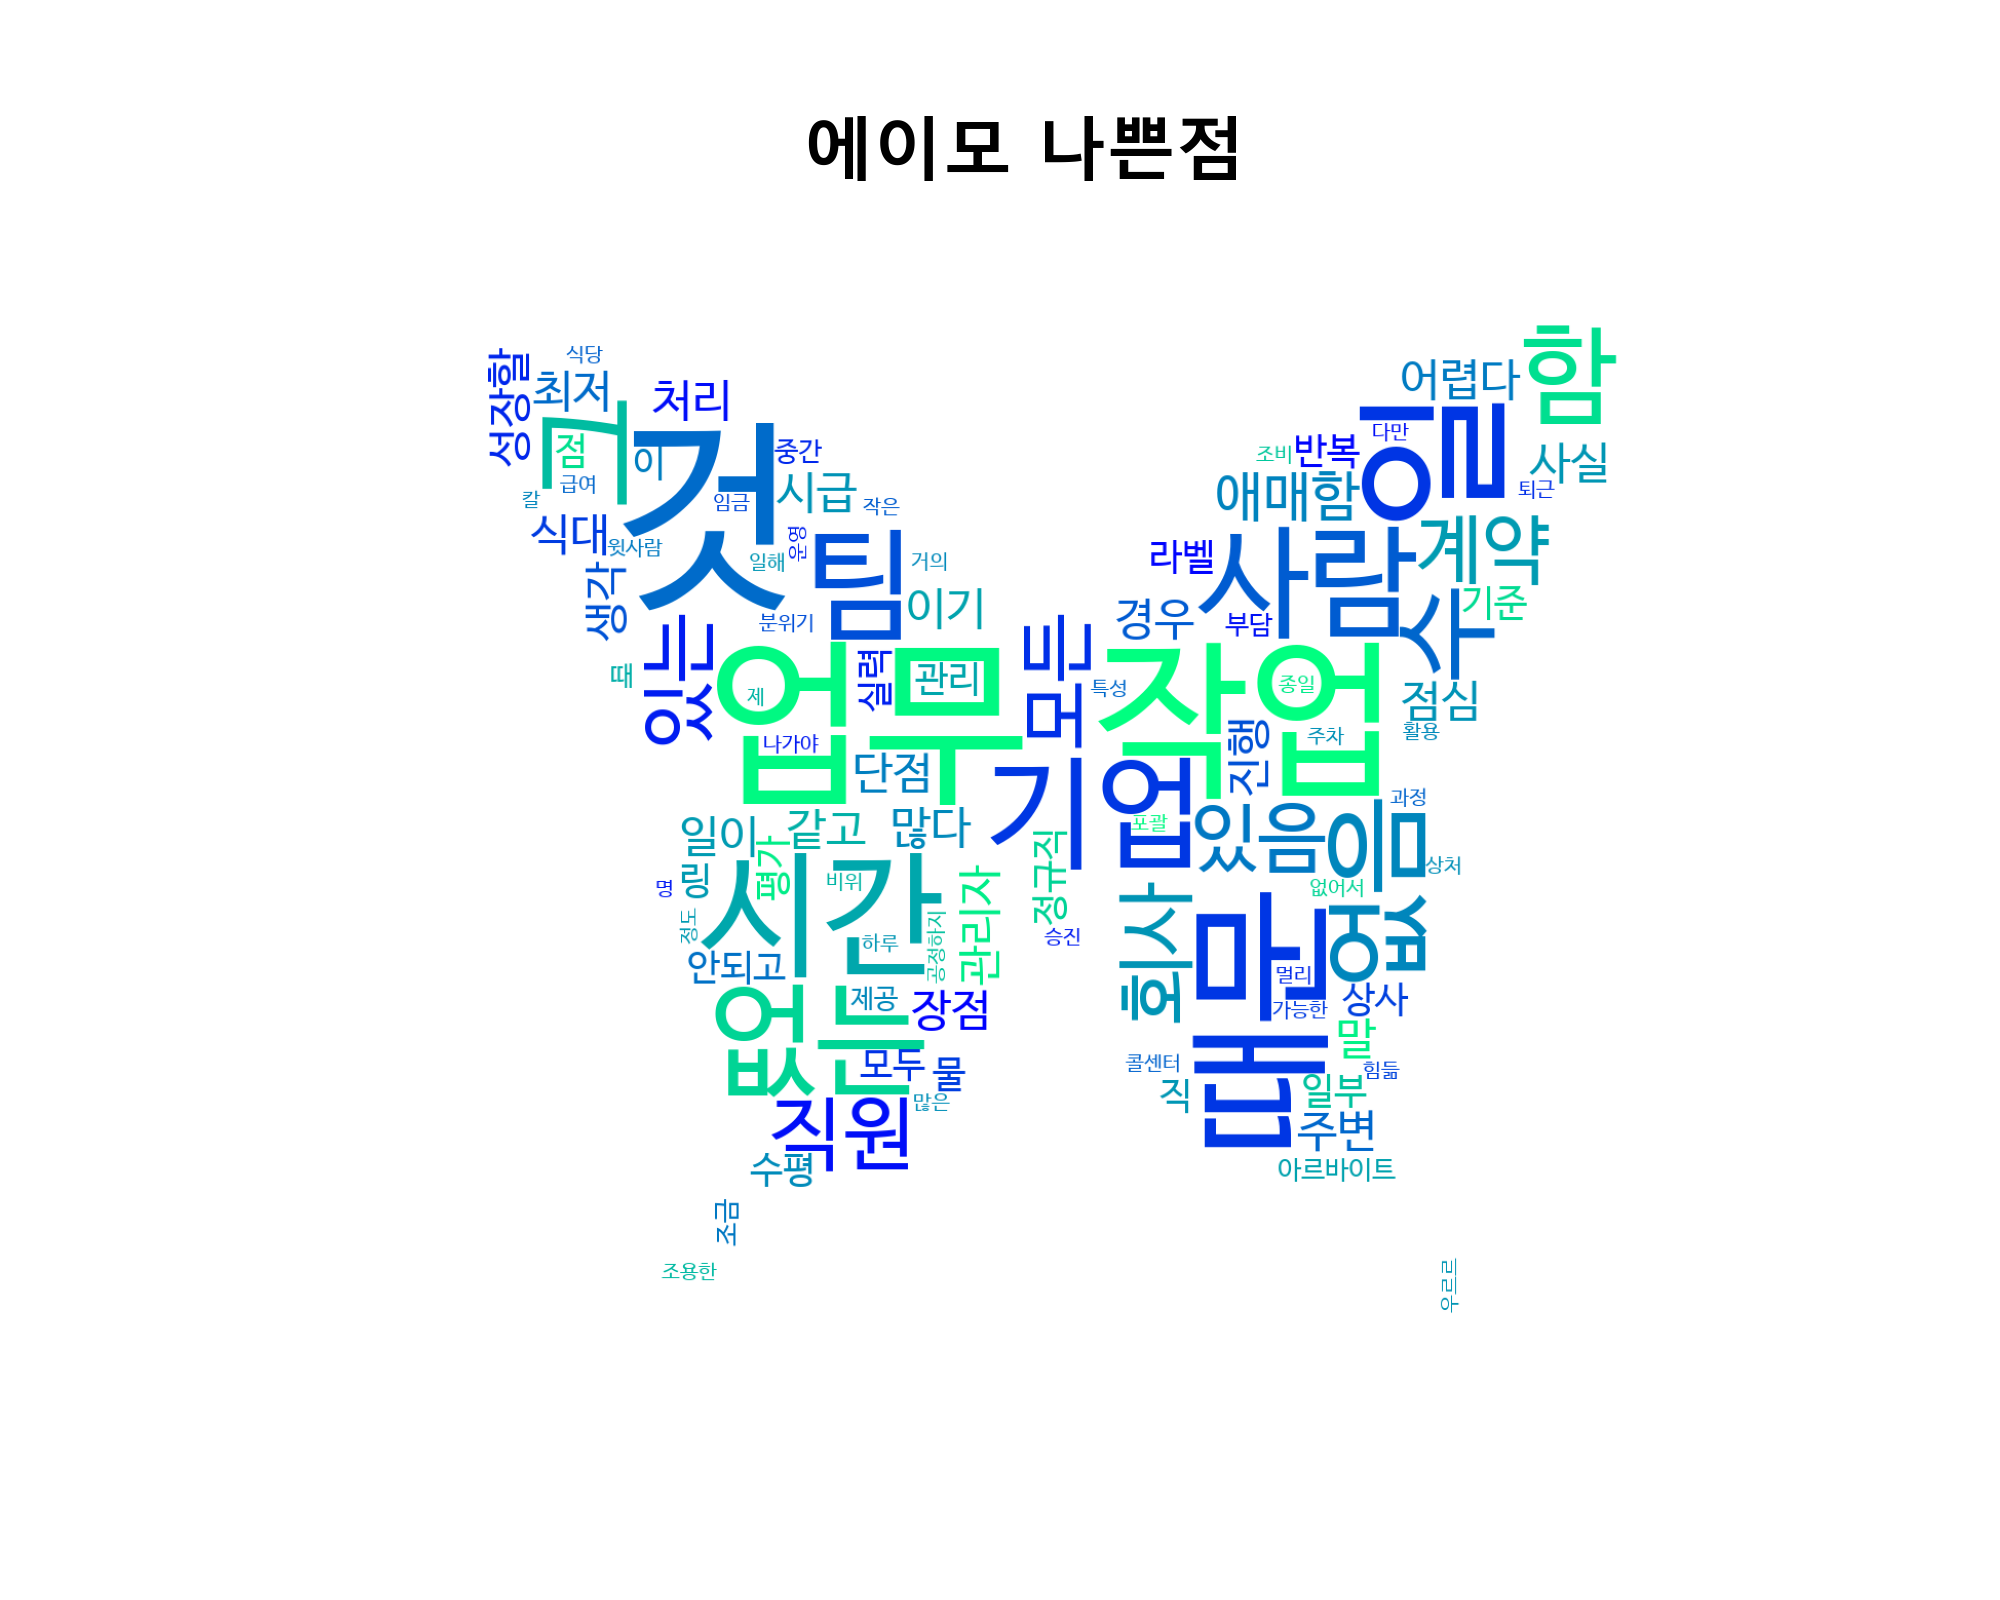 에이모 나쁜점
함
식당
어렵다
성장할
최저
처리
일
다만
그
점
이
것
중간
조비
반복
사실
급여
시급
애매함
퇴근
칼
임금
작은
식대
윗사람
운영
팀
라벨
사람
계약
일해
거의
생각
이기
경우
수
기준
분위기
부담
있는
모든
때
업무
실력
관리
작업
제
특성
종일
점심
나가야
진행
주차
활용
단점
기업
과정
일이
같고
많다
포괄
있음
없음
평가
정규직
명
링
시간
비위
관리자
회사
없어서
상처
정도
하루
공정하지
승진
때문
안되고
멀리
없는
제공
장점
가능한
상사
말
모두
물
콜센터
힘듦
직원
많은
직
일부
주변
수평
아르바이트
조금
조용한
우르르